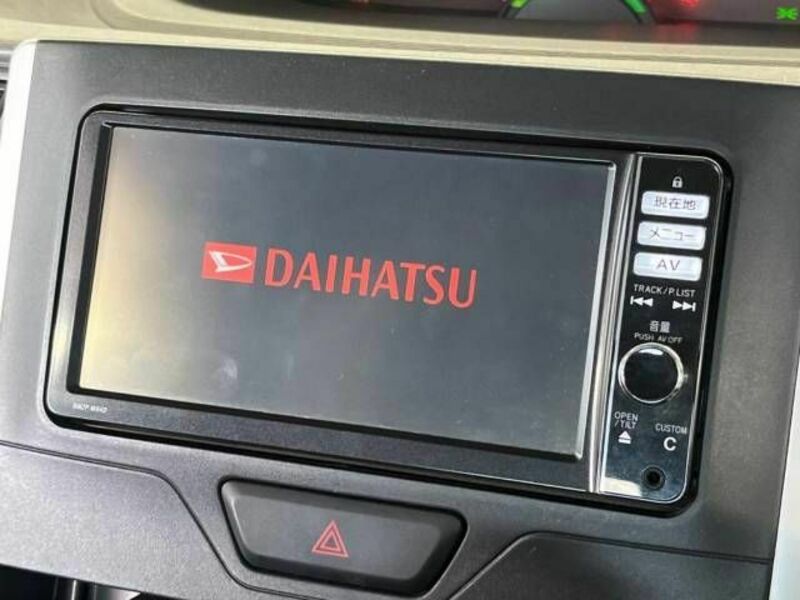 DAIHATSU
現在地
メニュー
AV
TRACK/P.LIST
音量
PUSH AV OFF
OPEN
/TILT
CUSTOM
C